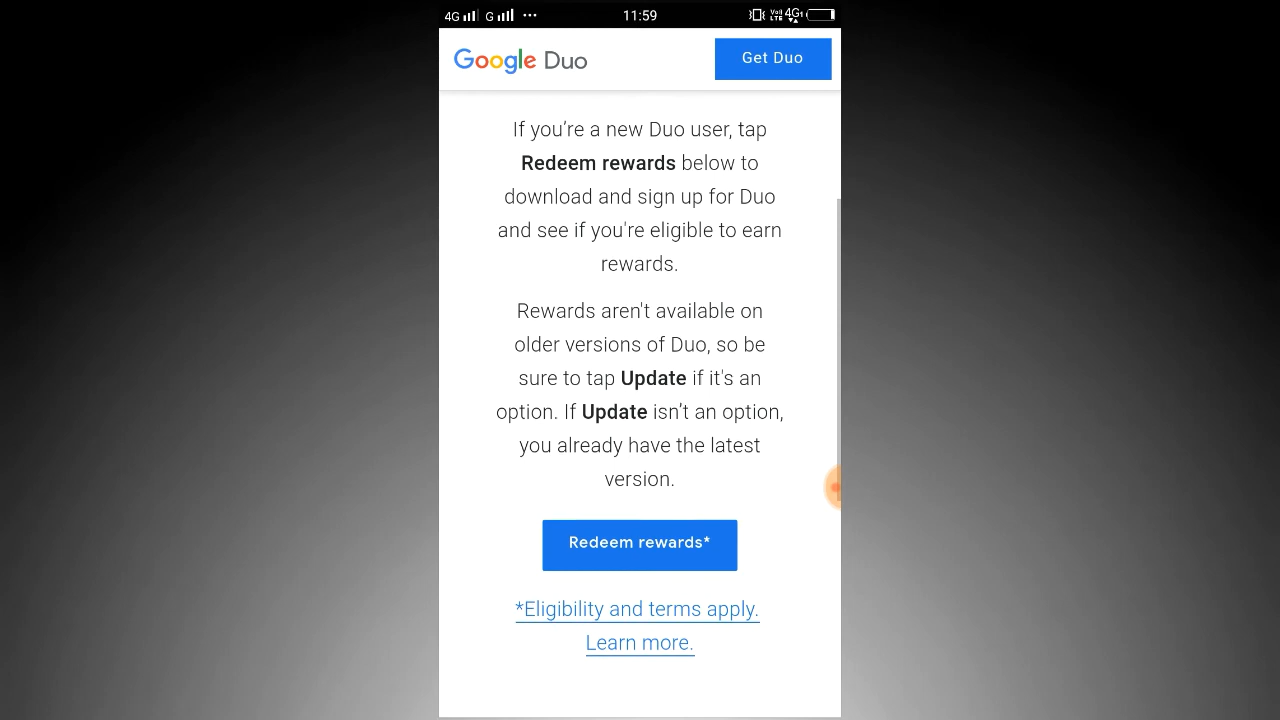 4G G ... 11:59 VoLTE 4G
Google Duo
Get Duo
If you’re a new Duo user, tap
Redeem rewards below to
download and sign up for Duo
and see if you're eligible to earn
rewards.
Rewards aren't available on
older versions of Duo, so be
sure to tap Update if it's an
option. If Update isn’t an option,
you already have the latest
version.
Redeem rewards*
*Eligibility and terms apply.
Learn more.